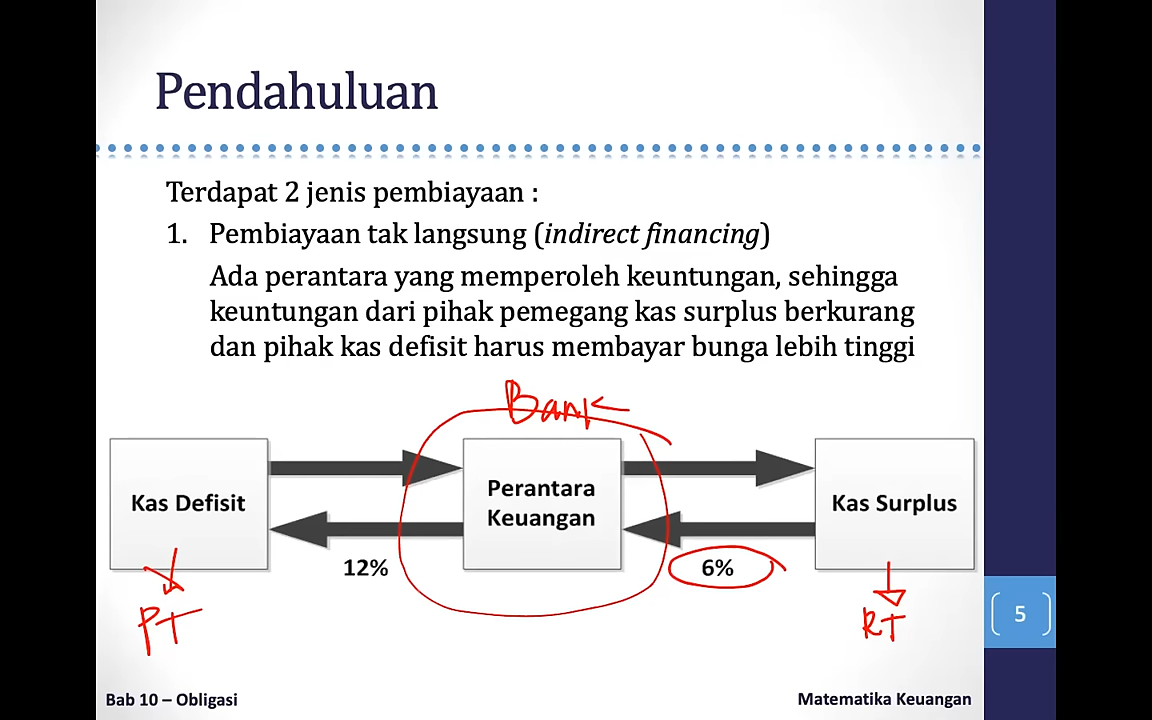 Pendahuluan
Terdapat 2 jenis pembiayaan :
1. Pembiayaan tak langsung (indirect financing)
Ada perantara yang memperoleh keuntungan, sehingga
keuntungan dari pihak pemegang kas surplus berkurang
dan pihak kas defisit harus membayar bunga lebih tinggi
Bank
Kas Defisit
Perantara
Keuangan
Kas Surplus
12%
6%
PT
RT
5
Bab 10 – Obligasi
Matematika Keuangan